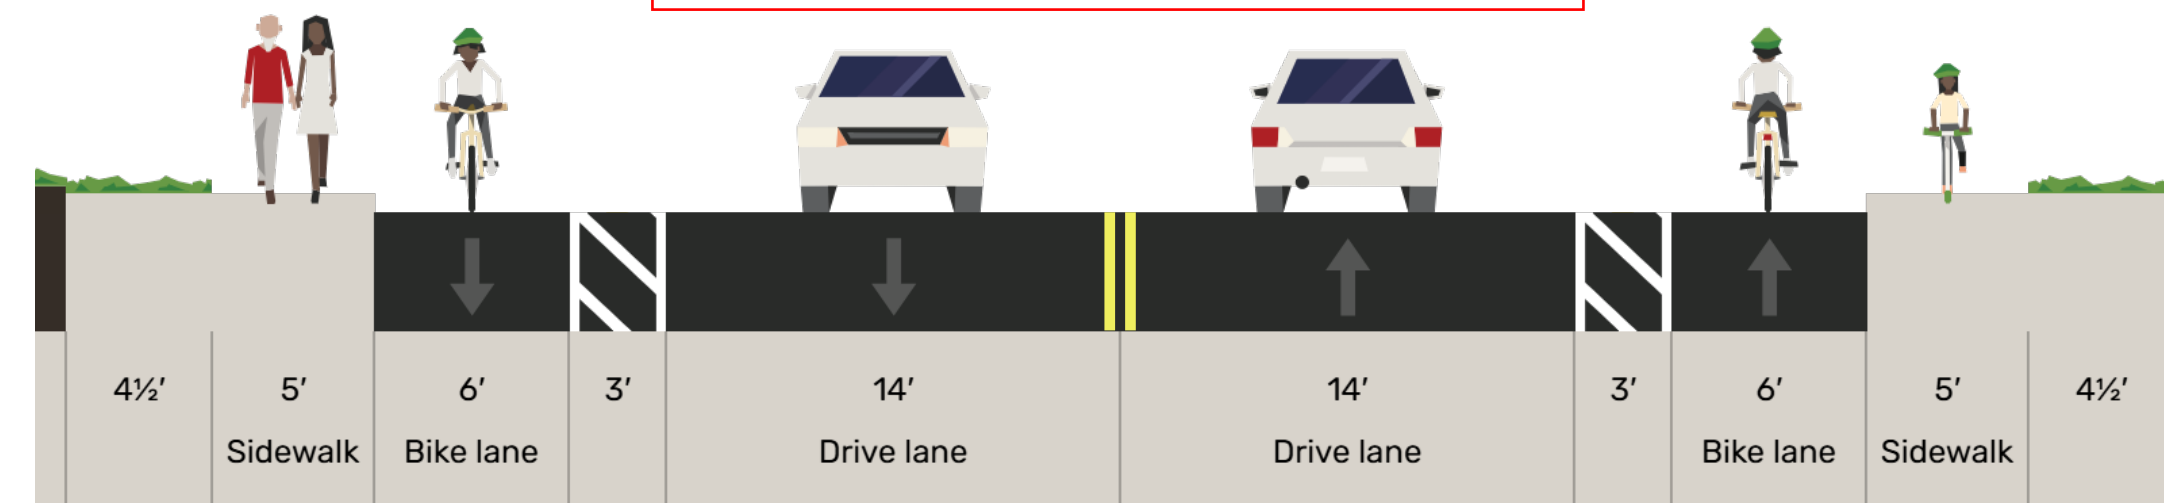 4½′ 5′ 6′ 3′ 14′ 14′ 3′ 6′ 5′ 4½′
Sidewalk Bike lane Drive lane Drive lane Bike lane Sidewalk